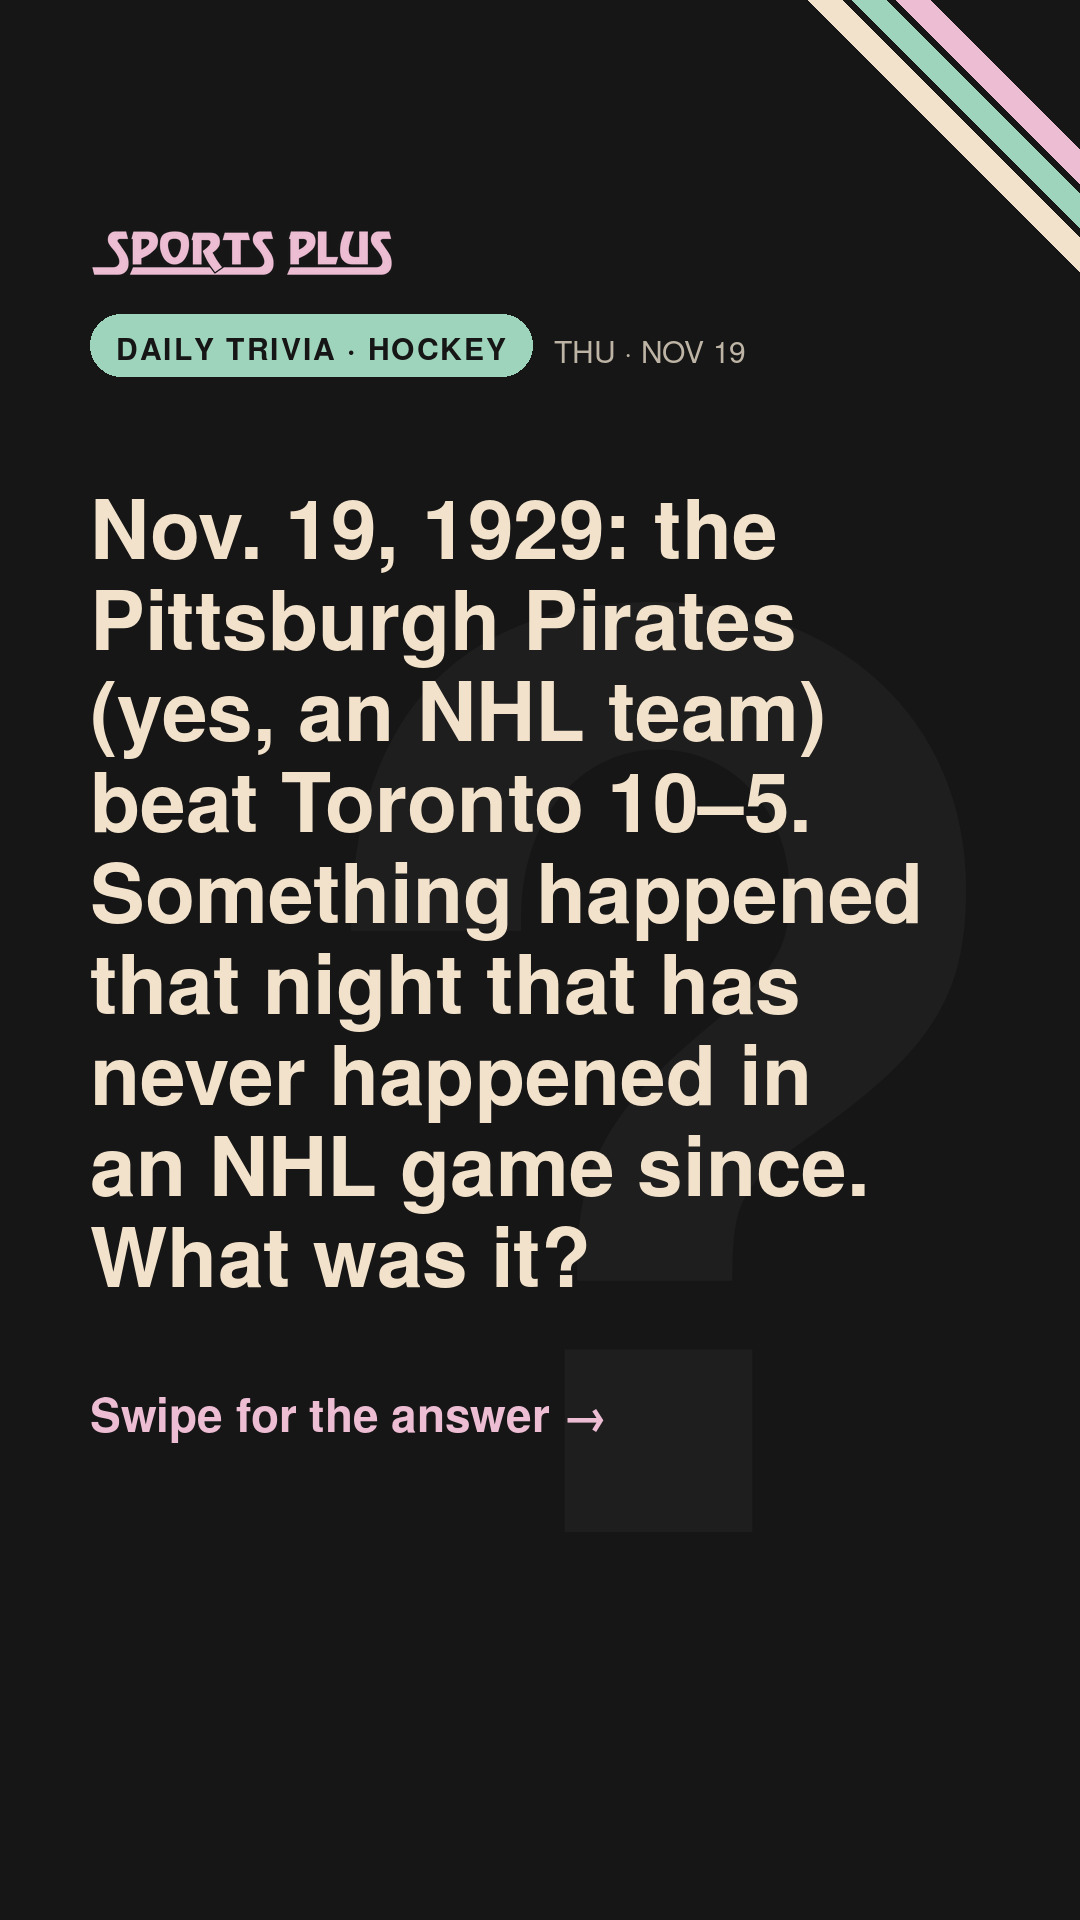 SPORTS PLUS
DAILY TRIVIA · HOCKEY THU · NOV 19
Nov. 19, 1929: the
Pittsburgh Pirates
(yes, an NHL team)
beat Toronto 10–5.
Something happened
that night that has
never happened in
an NHL game since.
What was it?
Swipe for the answer →
?